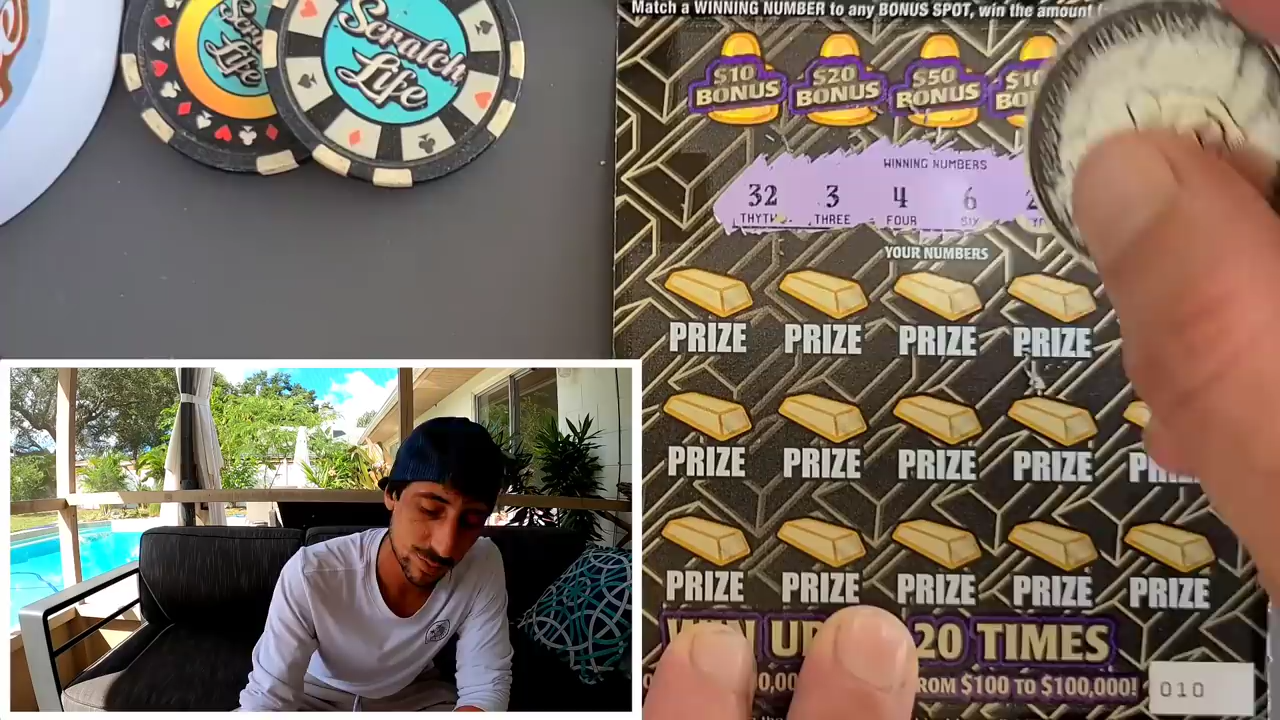 Match a WINNING NUMBER to any BONUS SPOT, win the amount
Scratch Life
Scratch Life
$10 BONUS $20 BONUS $50 BONUS
WINNING NUMBERS
32 3 4 6
THREE FOUR SIX
YOUR NUMBERS
PRIZE PRIZE PRIZE PRIZE
PRIZE PRIZE PRIZE PRIZE
PRIZE PRIZE PRIZE PRIZE PRIZE
20 TIMES
FROM $100 TO $100,000!
010